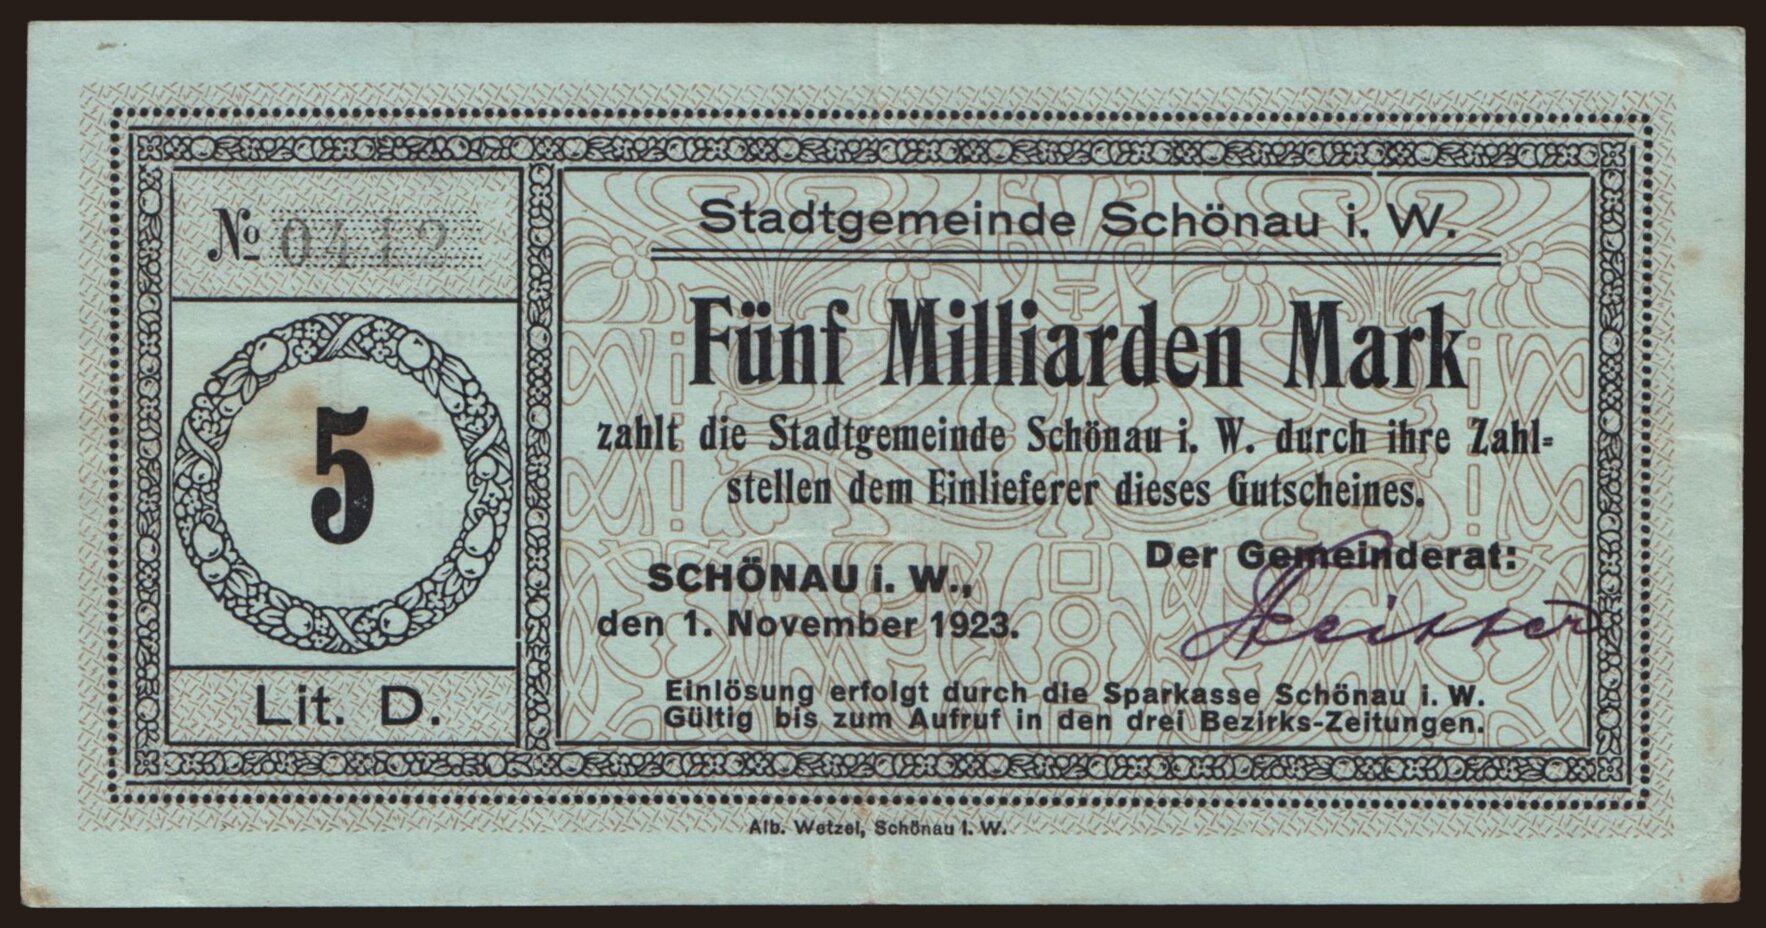 Nº 0412
5
Lit. D.
Stadtgemeinde Schönau i. W.
Fünf Milliarden Mark
zahlt die Stadtgemeinde Schönau i. W. durch ihre Zahl=
stellen dem Einlieferer dieses Gutscheines.
SCHÖNAU i. W.,
den 1. November 1923.
Der Gemeinderat:
Einlösung erfolgt durch die Sparkasse Schönau i. W.
Gültig bis zum Aufruf in den drei Bezirks-Zeitungen.
Alb. Wetzel, Schönau i. W.